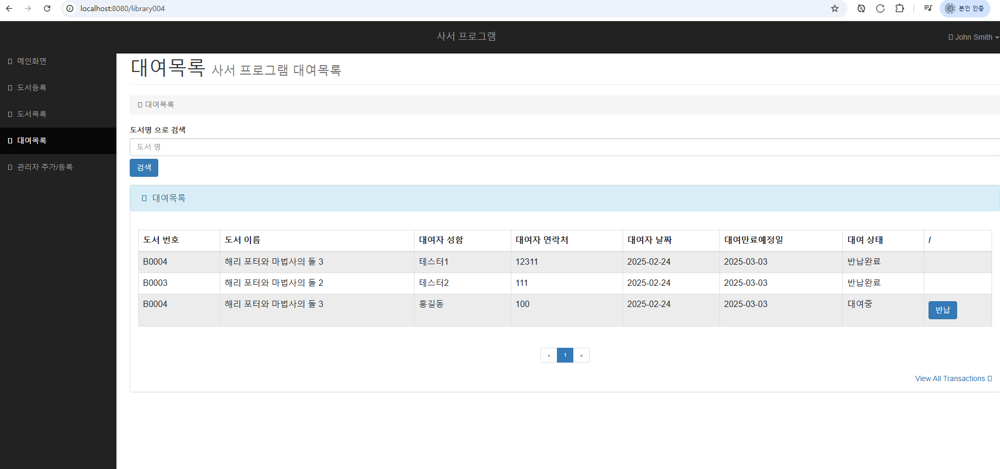 localhost:8080/library004
본인 인증
사서 프로그램
John Smith
메인화면
도서등록
도서목록
대여목록
관리자 추가/등록
대여목록 사서 프로그램 대여목록
대여목록
도서명 으로 검색
도서 명
검색
대여목록
도서 번호 도서 이름 대여자 성함 대여자 연락처 대여자 날짜 대여만료예정일 대여 상태 /
B0004 해리 포터와 마법사의 돌 3 테스터1 12311 2025-02-24 2025-03-03 반납완료
B0003 해리 포터와 마법사의 돌 2 테스터2 111 2025-02-24 2025-03-03 반납완료
B0004 해리 포터와 마법사의 돌 3 홍길동 100 2025-02-24 2025-03-03 대여중 반납
« 1 »
View All Transactions